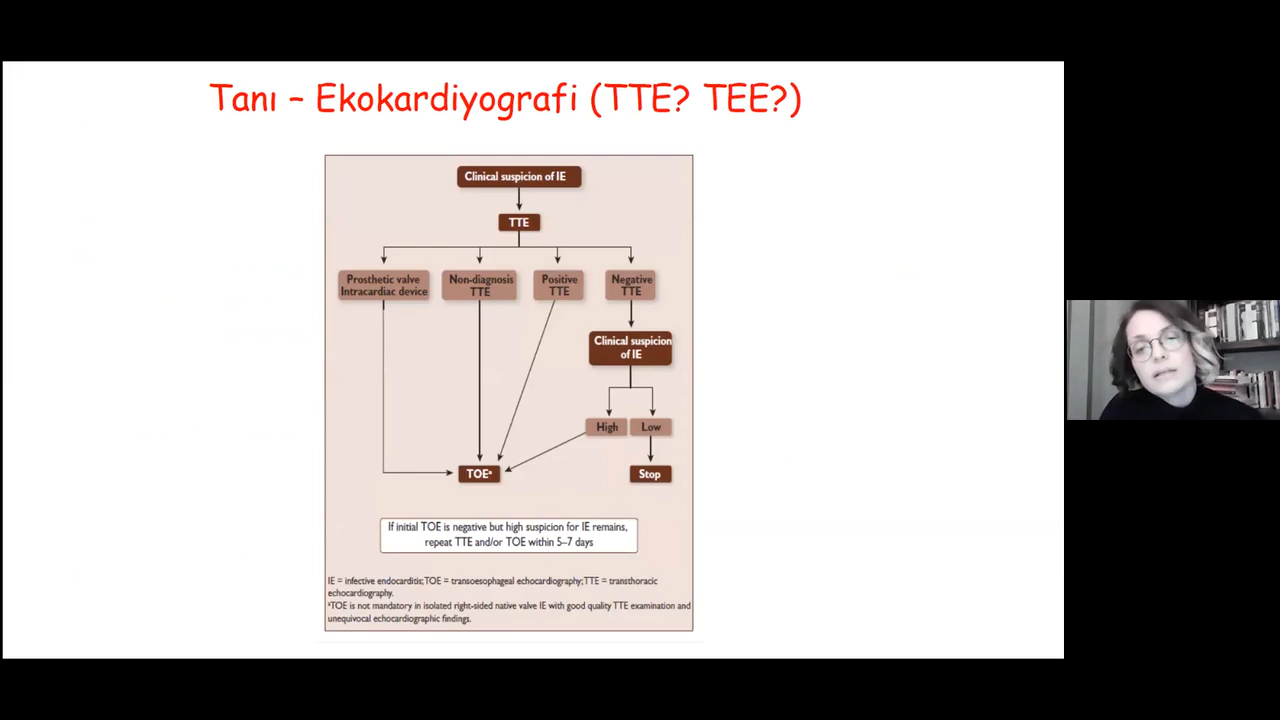 Tanı – Ekokardiyografi (TTE? TEE?)
Clinical suspicion of IE
TTE
Prosthetic valve
Intracardiac device
Non-diagnosis
TTE
Positive
TTE
Negative
TTE
Clinical suspicion
of IE
High
Low
TOEᵃ
Stop
If initial TOE is negative but high suspicion for IE remains,
repeat TTE and/or TOE within 5–7 days
IE = infective endocarditis; TOE = transoesophageal echocardiography; TTE = transthoracic
echocardiography.
ᵃTOE is not mandatory in isolated right-sided native valve IE with good quality TTE examination and
unequivocal echocardiographic findings.